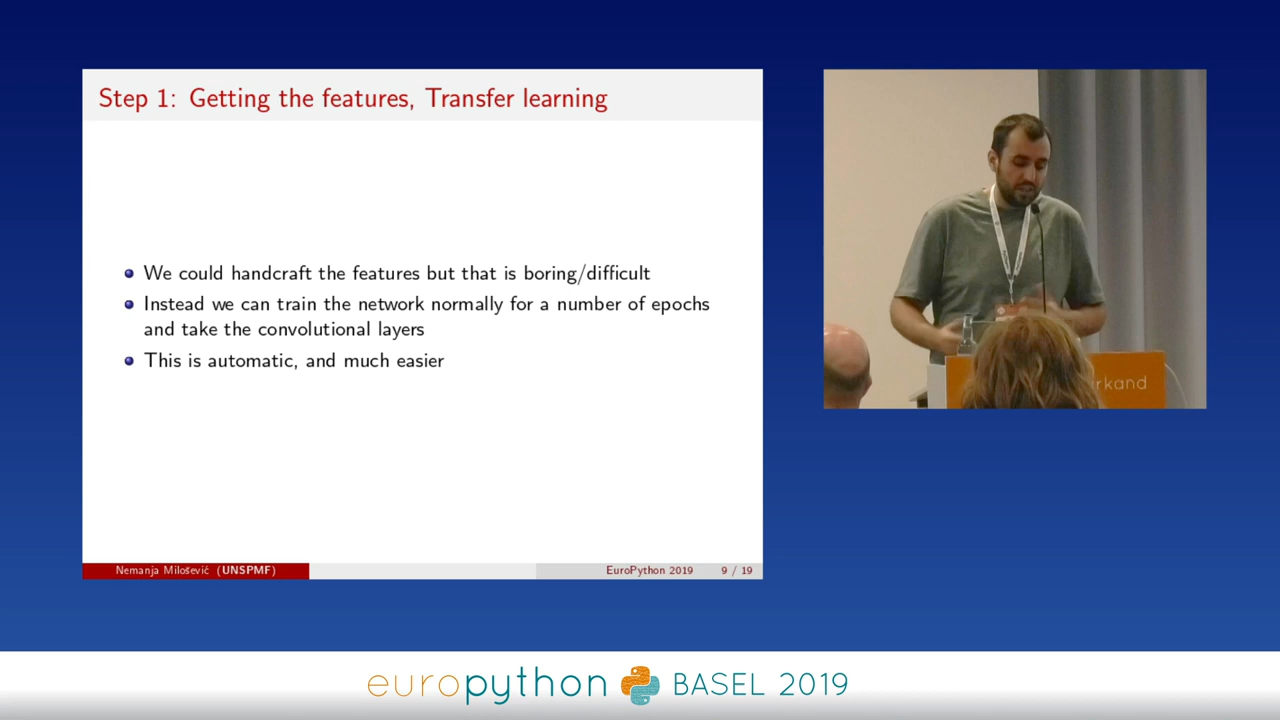 Step 1: Getting the features, Transfer learning
We could handcraft the features but that is boring/difficult
Instead we can train the network normally for a number of epochs
and take the convolutional layers
This is automatic, and much easier
Nemanja Milošević (UNSPMF)
EuroPython 2019
9 / 19
rkand
europython BASEL 2019